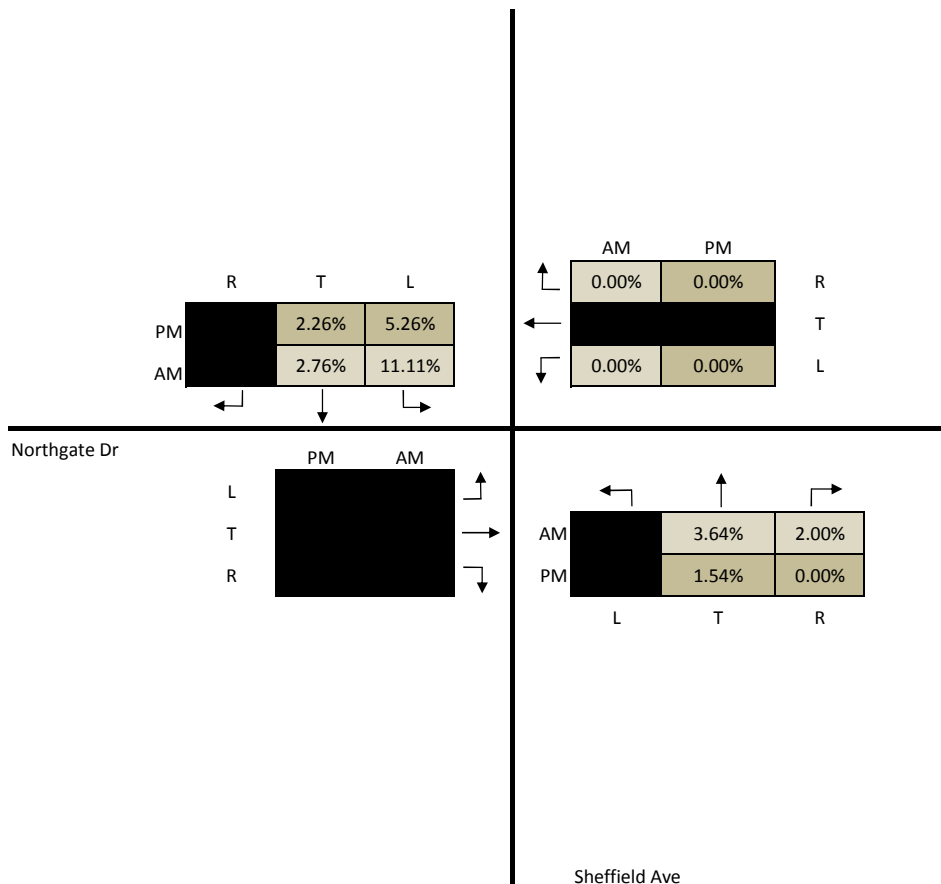 AM PM
R T L
0.00% 0.00% R
PM 2.26% 5.26%
T
AM 2.76% 11.11%
0.00% 0.00% L
Northgate Dr
PM AM
L
T
R
AM 3.64% 2.00%
PM 1.54% 0.00%
L T R
Sheffield Ave